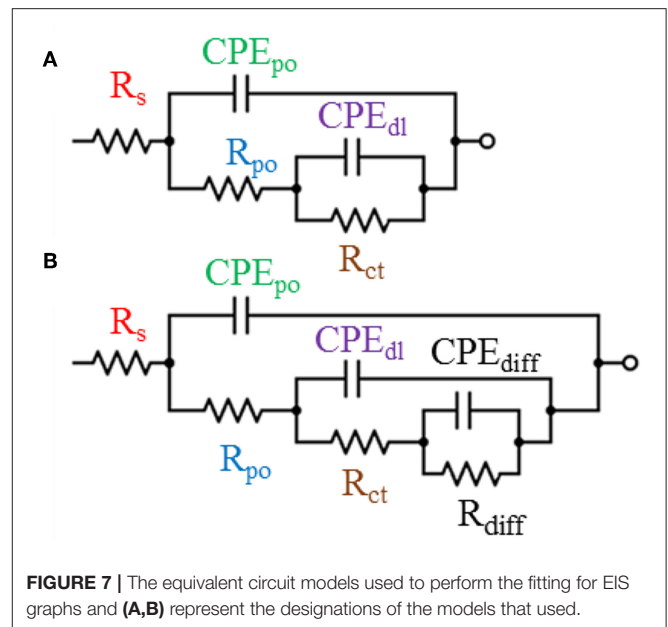 A
CPEpo
Rs
CPEdl
Rpo
Rct
B
CPEpo
Rs
CPEdl
CPEdiff
Rpo
Rct
Rdiff
FIGURE 7 | The equivalent circuit models used to perform the fitting for EIS
graphs and (A,B) represent the designations of the models that used.